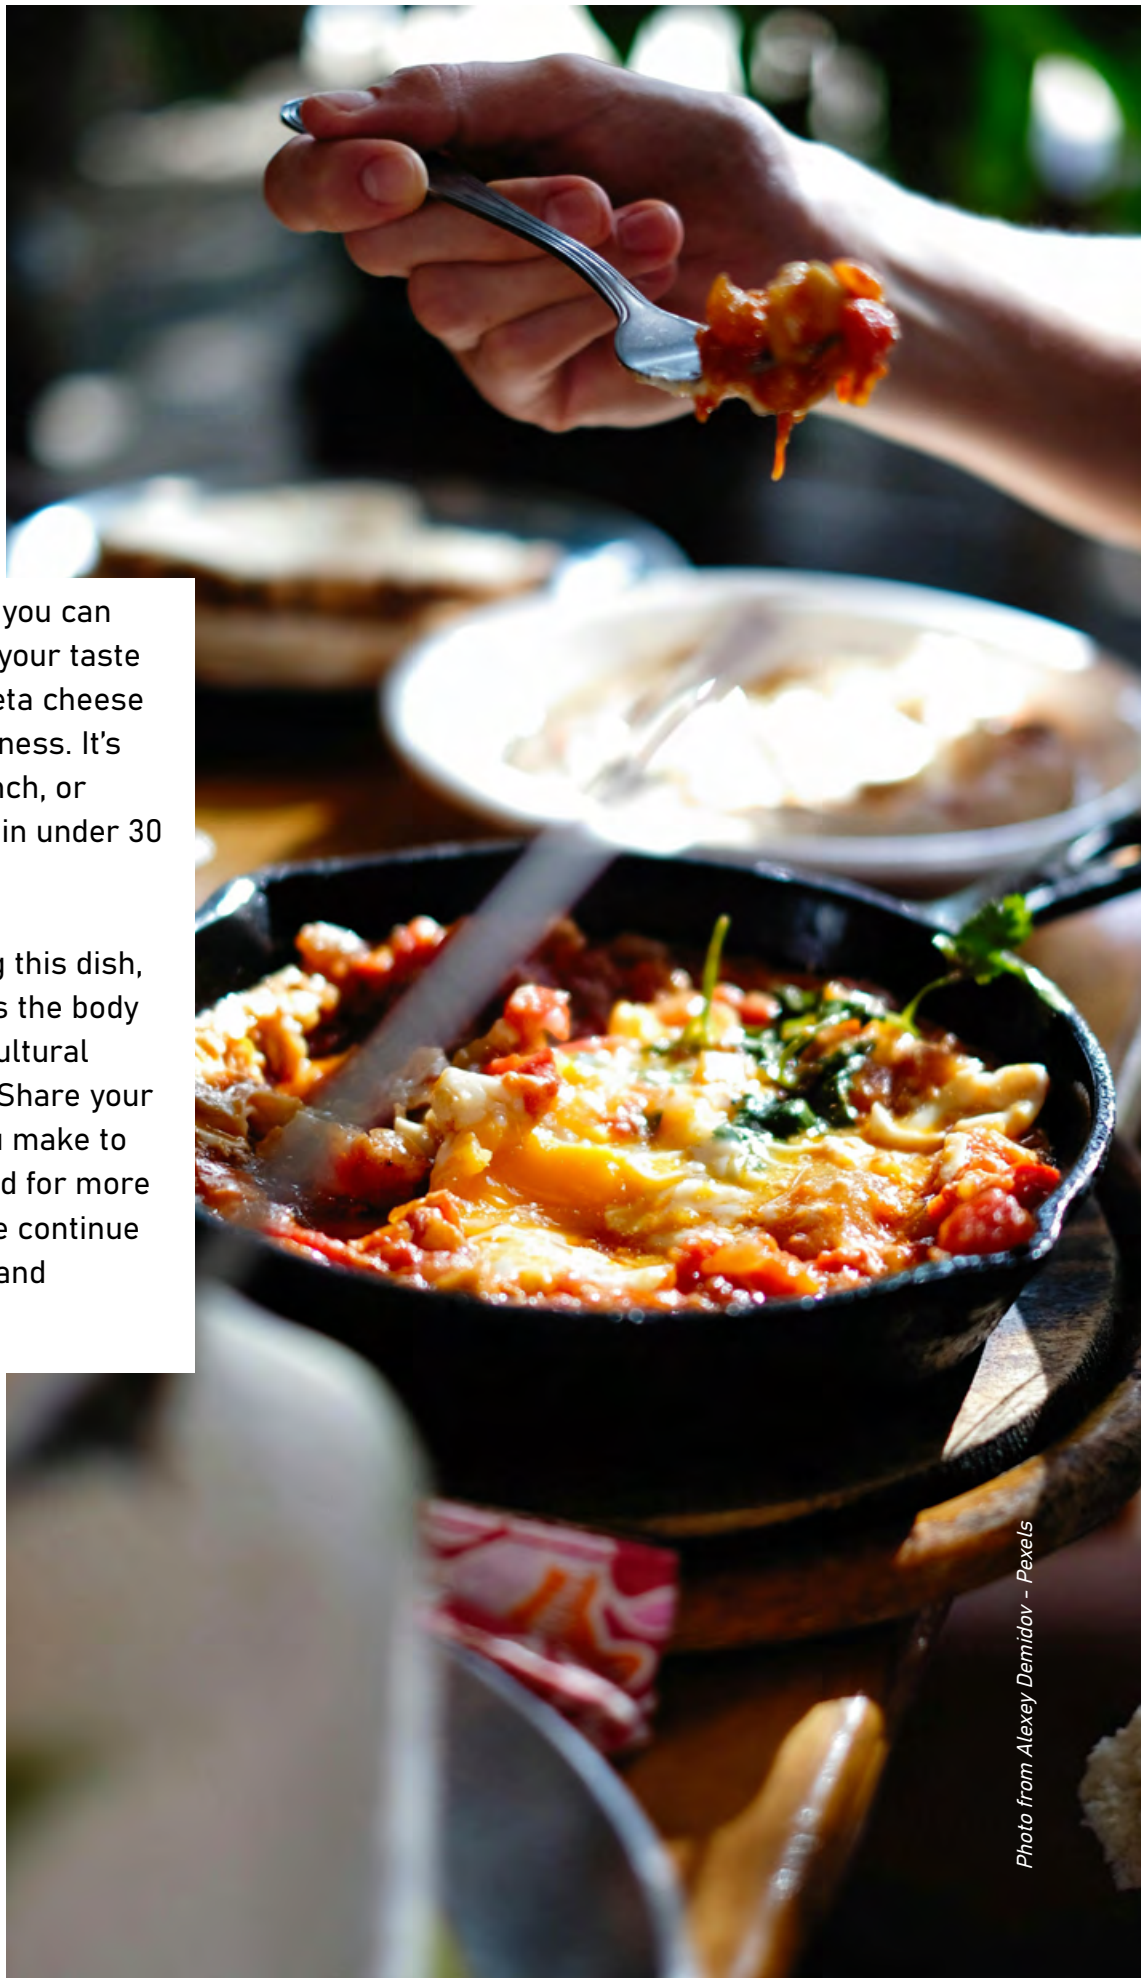 you can
your taste
eta cheese
ness. It's
nch, or
in under 30
g this dish,
s the body
ultural
Share your
u make to
d for more
e continue
and
Photo from Alexey Demidov - Pexels